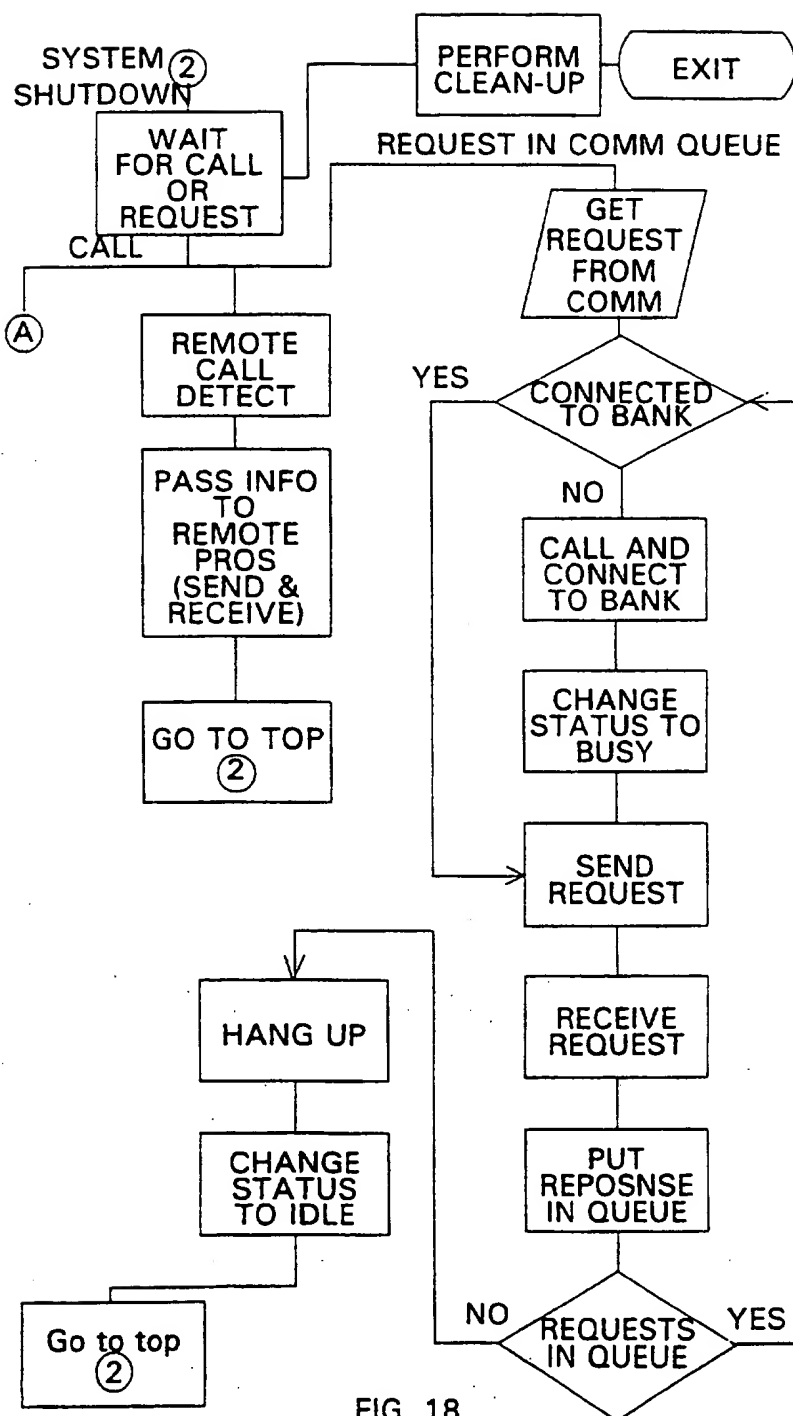 SYSTEM ②
SHUTDOWN
PERFORM
CLEAN-UP
EXIT
WAIT
FOR CALL
OR
REQUEST
REQUEST IN COMM QUEUE
CALL
A
GET
REQUEST
FROM
COMM
REMOTE
CALL
DETECT
YES
CONNECTED
TO BANK
PASS INFO
TO
REMOTE
PROS
(SEND &
RECEIVE)
NO
CALL AND
CONNECT
TO BANK
GO TO TOP
②
CHANGE
STATUS TO
BUSY
SEND
REQUEST
HANG UP
RECEIVE
REQUEST
CHANGE
STATUS
TO IDLE
PUT
REPOSNSE
IN QUEUE
Go to top
②
NO
REQUESTS
IN QUEUE
YES
FIG. 18